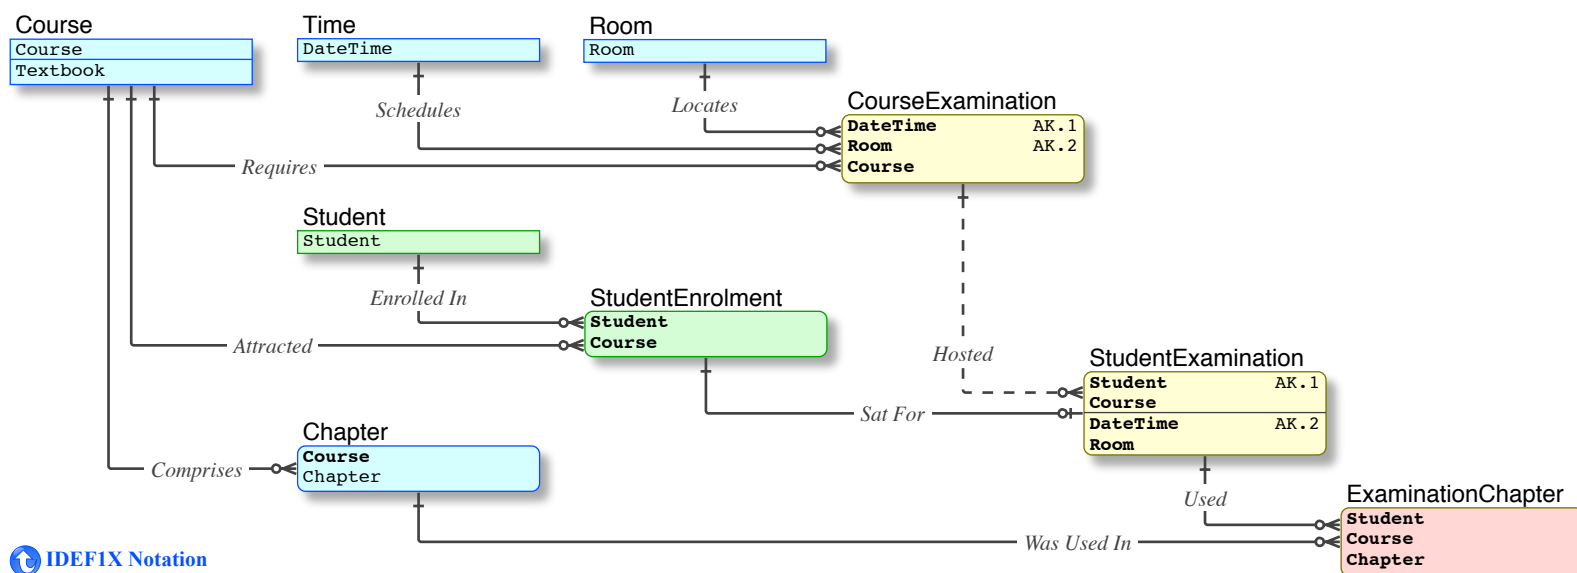 Course
Course
Textbook
Time
DateTime
Room
Room
Schedules
Locates
Requires
CourseExamination
DateTime AK.1
Room AK.2
Course
Student
Student
Enrolled In
Attracted
StudentEnrolment
Student
Course
Hosted
Sat For
StudentExamination
Student AK.1
Course
DateTime AK.2
Room
Chapter
Course
Chapter
Comprises
Used
Was Used In
ExaminationChapter
Student
Course
Chapter
IDEF1X Notation